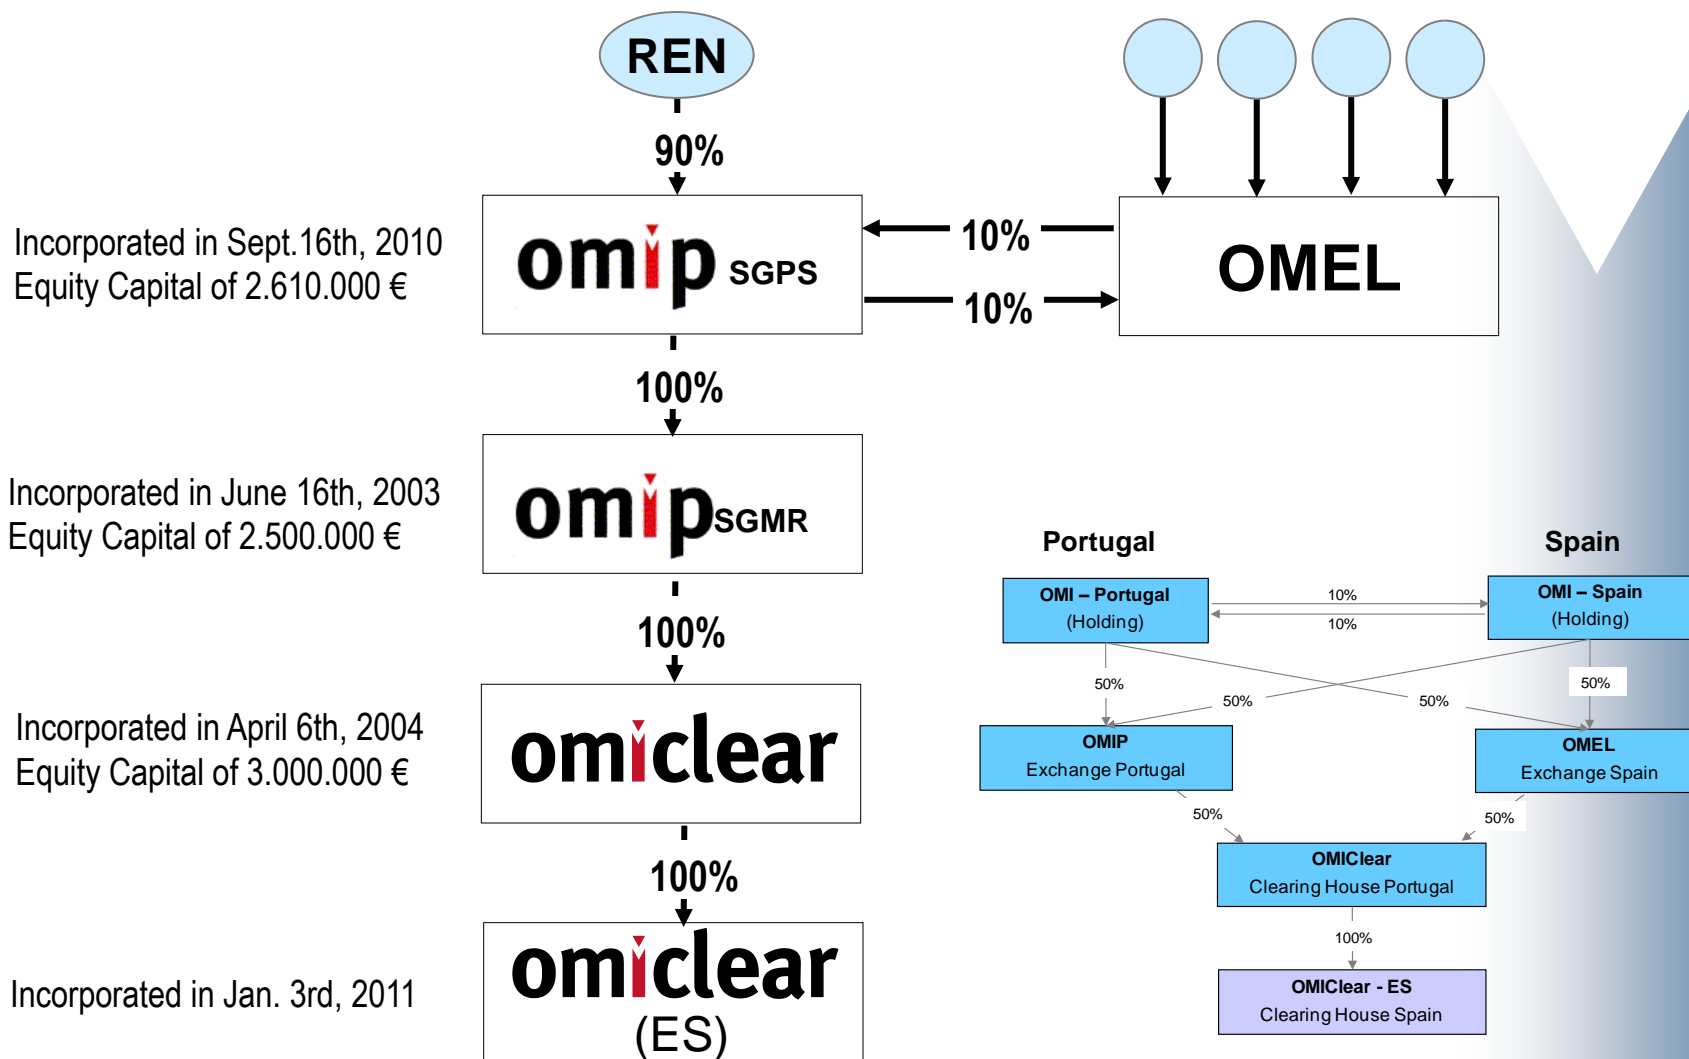 REN
90%
Incorporated in Sept.16th, 2010
Equity Capital of 2.610.000 €
omip SGPS
10%
10%
OMEL
100%
Incorporated in June 16th, 2003
Equity Capital of 2.500.000 €
omip SGMR
100%
Incorporated in April 6th, 2004
Equity Capital of 3.000.000 €
omiclear
100%
Incorporated in Jan. 3rd, 2011
omiclear
(ES)
Portugal
Spain
OMI – Portugal
(Holding)
10%
10%
OMI – Spain
(Holding)
50%
50%
50%
50%
OMIP
Exchange Portugal
OMEL
Exchange Spain
50%
50%
OMIClear
Clearing House Portugal
100%
OMIClear - ES
Clearing House Spain